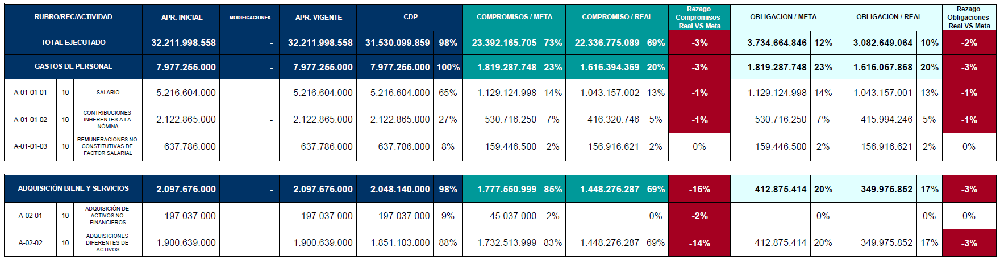 RUBRO/REC/ACTIVIDAD APR. INICIAL MODIFICACIONES APR. VIGENTE CDP COMPROMISOS / META COMPROMISO / REAL Rezago Compromisos Real VS Meta OBLIGACION / META OBLIGACION / REAL Rezago Obligaciones Real VS Meta
TOTAL EJECUTADO 32.211.998.558 - 32.211.998.558 31.530.099.859 98% 23.392.165.705 73% 22.336.775.089 69% -3% 3.734.664.846 12% 3.082.649.064 10% -2%
GASTOS DE PERSONAL 7.977.255.000 - 7.977.255.000 7.977.255.000 100% 1.819.287.748 23% 1.616.394.369 20% -3% 1.819.287.748 23% 1.616.067.868 20% -3%
A-01-01-01 10 SALARIO 5.216.604.000 - 5.216.604.000 5.216.604.000 65% 1.129.124.998 14% 1.043.157.002 13% -1% 1.129.124.998 14% 1.043.157.001 13% -1%
A-01-01-02 10 CONTRIBUCIONES INHERENTES A LA NÓMINA 2.122.865.000 - 2.122.865.000 2.122.865.000 27% 530.716.250 7% 416.320.746 5% -1% 530.716.250 7% 415.994.246 5% -1%
A-01-01-03 10 REMUNERACIONES NO CONSTITUTIVAS DE FACTOR SALARIAL 637.786.000 - 637.786.000 637.786.000 8% 159.446.500 2% 156.916.621 2% 0% 159.446.500 2% 156.916.621 2% 0%
ADQUISICIÓN BIENE Y SERVICIOS 2.097.676.000 - 2.097.676.000 2.048.140.000 98% 1.777.550.999 85% 1.448.276.287 69% -16% 412.875.414 20% 349.975.852 17% -3%
A-02-01 10 ADQUISICIÓN DE ACTIVOS NO FINANCIEROS 197.037.000 - 197.037.000 197.037.000 9% 45.037.000 2% - 0% -2% - 0% - 0% 0%
A-02-02 10 ADQUISICIONES DIFERENTES DE ACTIVOS 1.900.639.000 - 1.900.639.000 1.851.103.000 88% 1.732.513.999 83% 1.448.276.287 69% -14% 412.875.414 20% 349.975.852 17% -3%